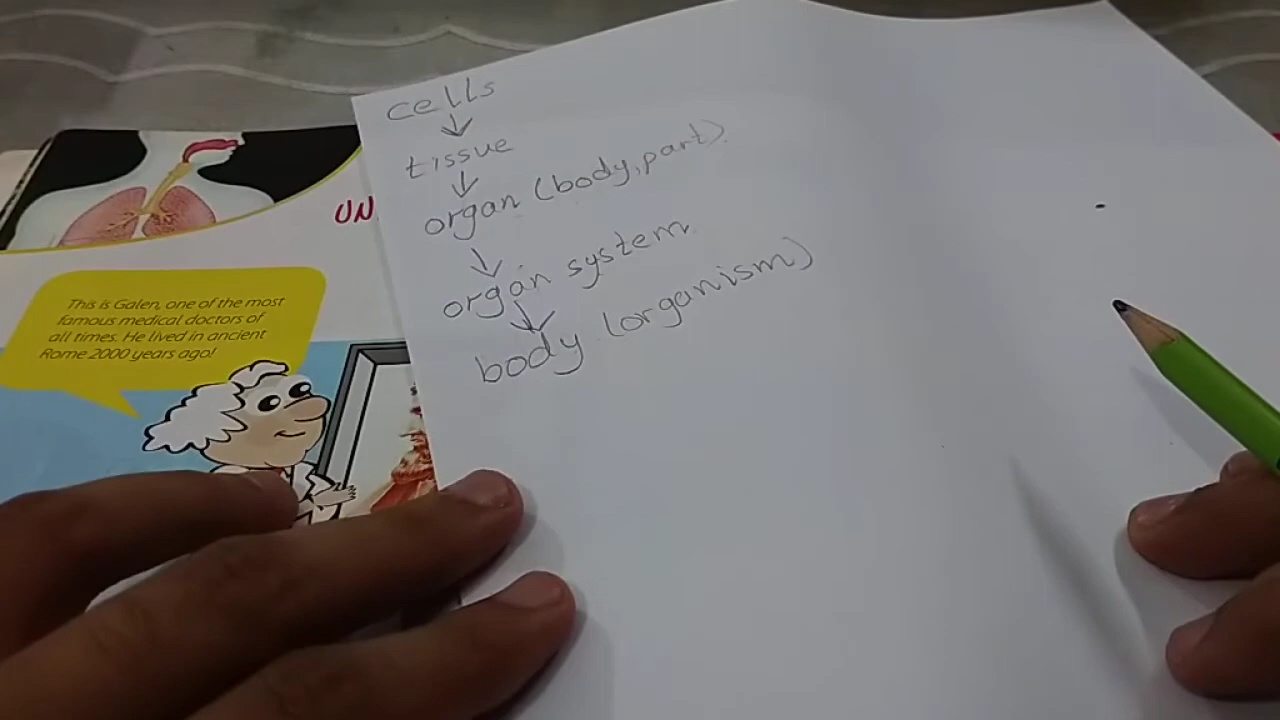 cells
↓
tissue
↓
organ (body, part)
↓
organ system
↓
body (organism)
UN
This is Galen, one of the most
famous medical doctors of
all times. He lived in ancient
Rome 2000 years ago!